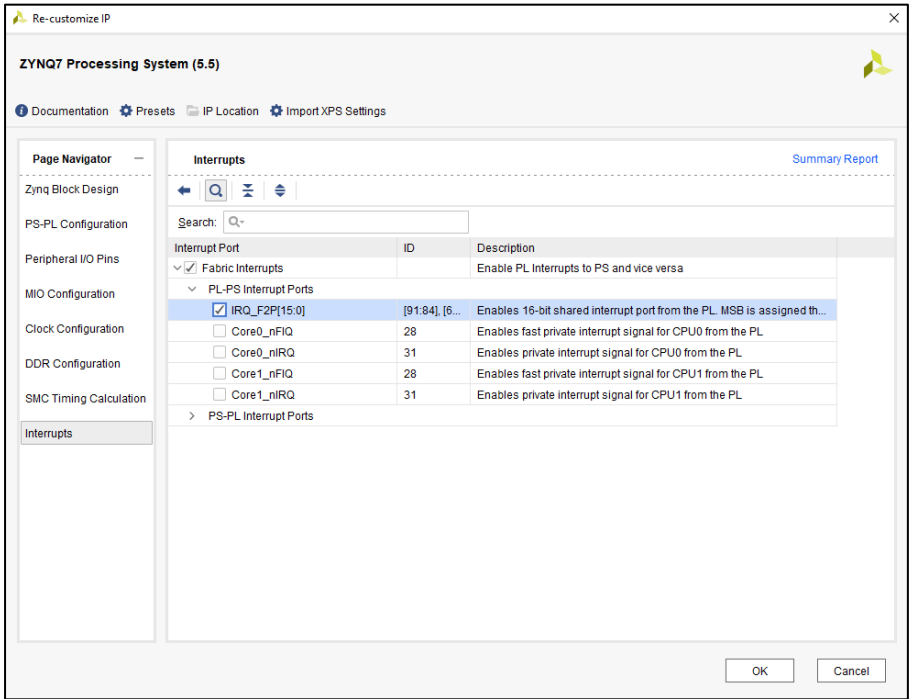 Re-customize IP
ZYNQ7 Processing System (5.5)
Documentation Presets IP Location Import XPS Settings
Page Navigator
Zynq Block Design
PS-PL Configuration
Peripheral I/O Pins
MIO Configuration
Clock Configuration
DDR Configuration
SMC Timing Calculation
Interrupts
Interrupts Summary Report
Search:
Interrupt Port ID Description
Fabric Interrupts Enable PL Interrupts to PS and vice versa
PL-PS Interrupt Ports
IRQ_F2P[15:0] [91:84], [6... Enables 16-bit shared interrupt port from the PL. MSB is assigned th...
Core0_nFIQ 28 Enables fast private interrupt signal for CPU0 from the PL
Core0_nIRQ 31 Enables private interrupt signal for CPU0 from the PL
Core1_nFIQ 28 Enables fast private interrupt signal for CPU1 from the PL
Core1_nIRQ 31 Enables private interrupt signal for CPU1 from the PL
PS-PL Interrupt Ports
OK Cancel